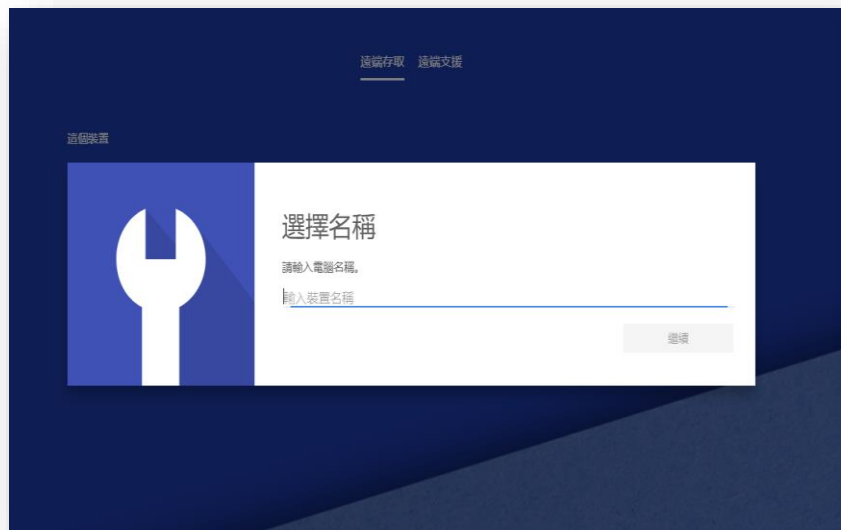 遠端存取 遠端支援
這個裝置
選擇名稱
請輸入電腦名稱。
輸入裝置名稱
繼續